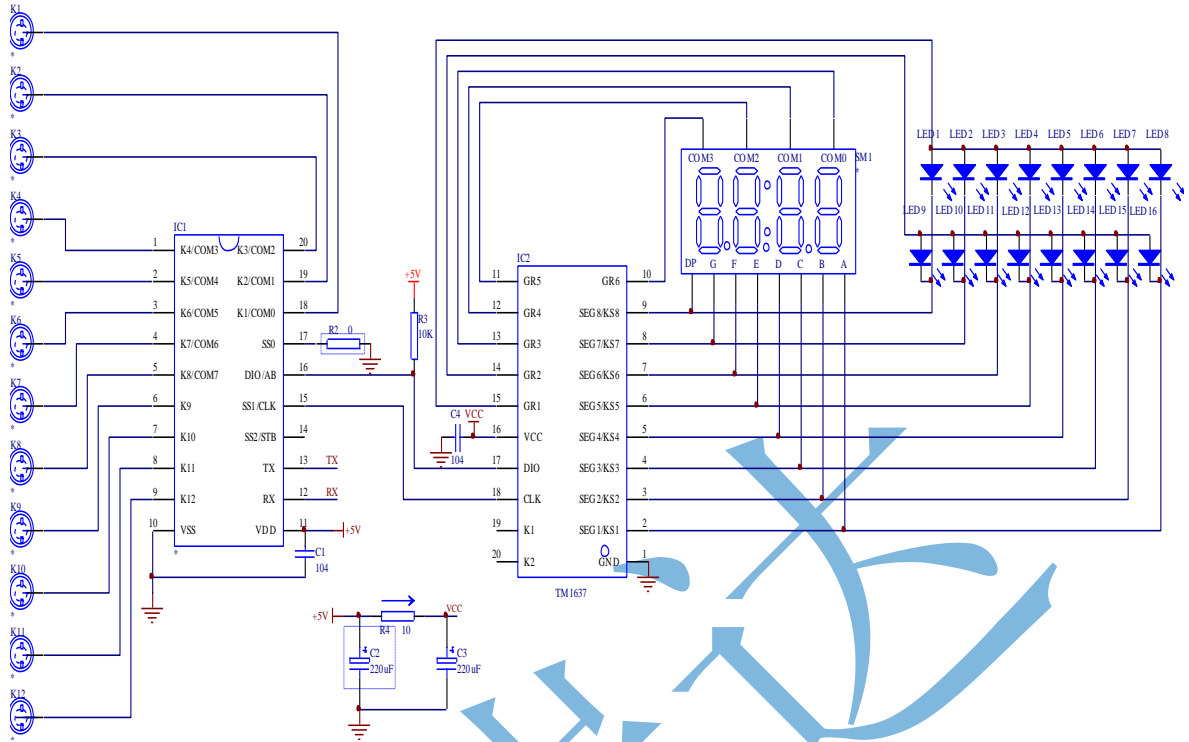 K1
*
K2
*
K3
*
K4
*
K5
*
K6
*
K7
*
K8
*
K9
*
K10
*
K11
*
K12
*
IC1
1 K4/COM3 K3/COM2 20
2 K5/COM4 K2/COM1 19
3 K6/COM5 K1/COM0 18
4 K7/COM6 SS0 17
5 K8/COM7 DIO/AB 16
6 K9 SS1/CLK 15
7 K10 SS2/STB 14
8 K11 TX 13 TX
9 K12 RX 12 RX
10 VSS VDD 11 +5V
*
C1
104
R2 0
+5V
R3
10K
C4 VCC
104
IC2
11 GR5 GR6 10
12 GR4 SEG8/KS8 9
13 GR3 SEG7/KS7 8
14 GR2 SEG6/KS6 7
15 GR1 SEG5/KS5 6
16 VCC SEG4/KS4 5
17 DIO SEG3/KS3 4
18 CLK SEG2/KS2 3
19 K1 SEG1/KS1 2
20 K2 GND 1
TM1637
COM3 COM2 COM1 COM0 SM1
*
DP G F E D C B A
LED1 LED2 LED3 LED4 LED5 LED6 LED7 LED8
LED9 LED10 LED11 LED12 LED13 LED14 LED15 LED16
+5V
R4 10
VCC
C2
220uF
C3
220uF